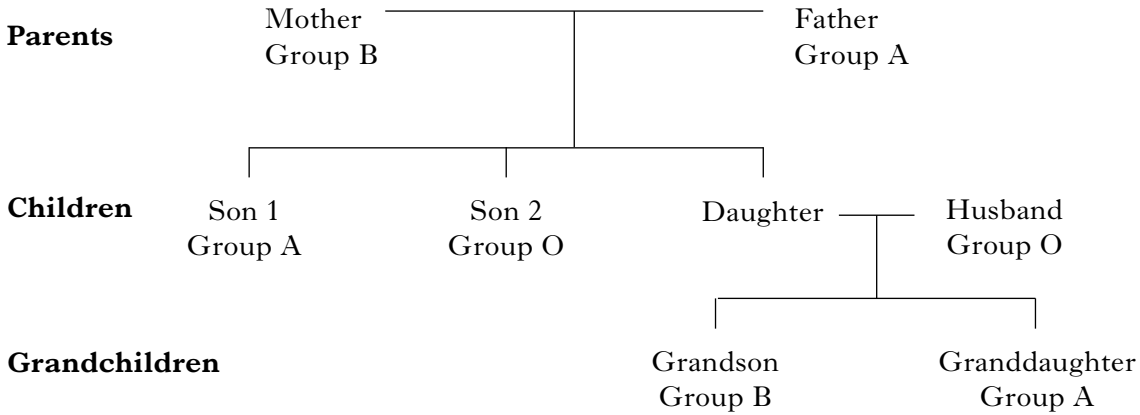 Parents
Mother
Group B
Father
Group A
Children
Son 1
Group A
Son 2
Group O
Daughter
Husband
Group O
Grandchildren
Grandson
Group B
Granddaughter
Group A